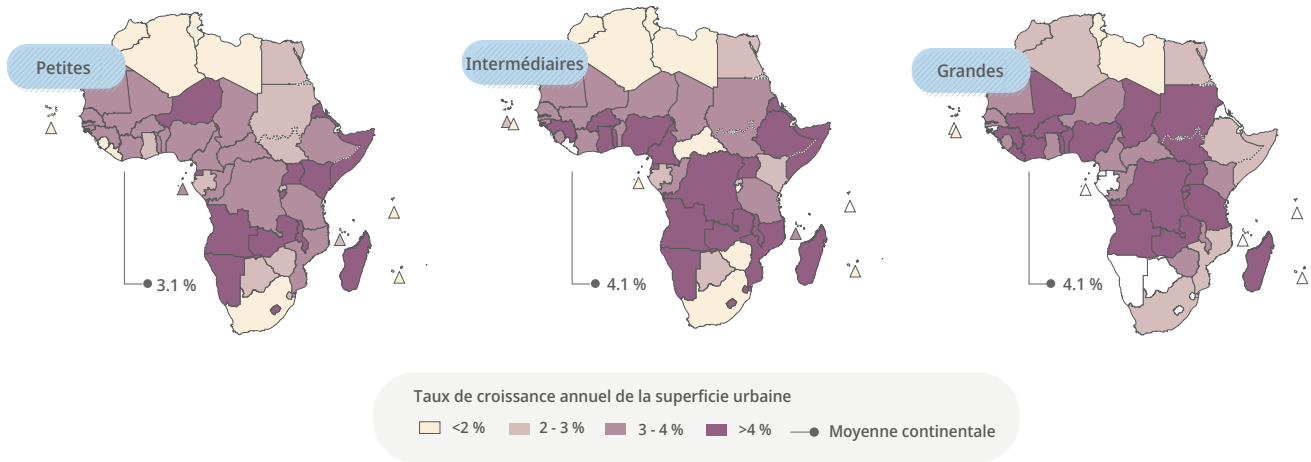 Petites
Intermédiaires
Grandes
3.1 %
4.1 %
4.1 %
Taux de croissance annuel de la superficie urbaine
<2 %
2 - 3 %
3 - 4 %
>4 %
Moyenne continentale